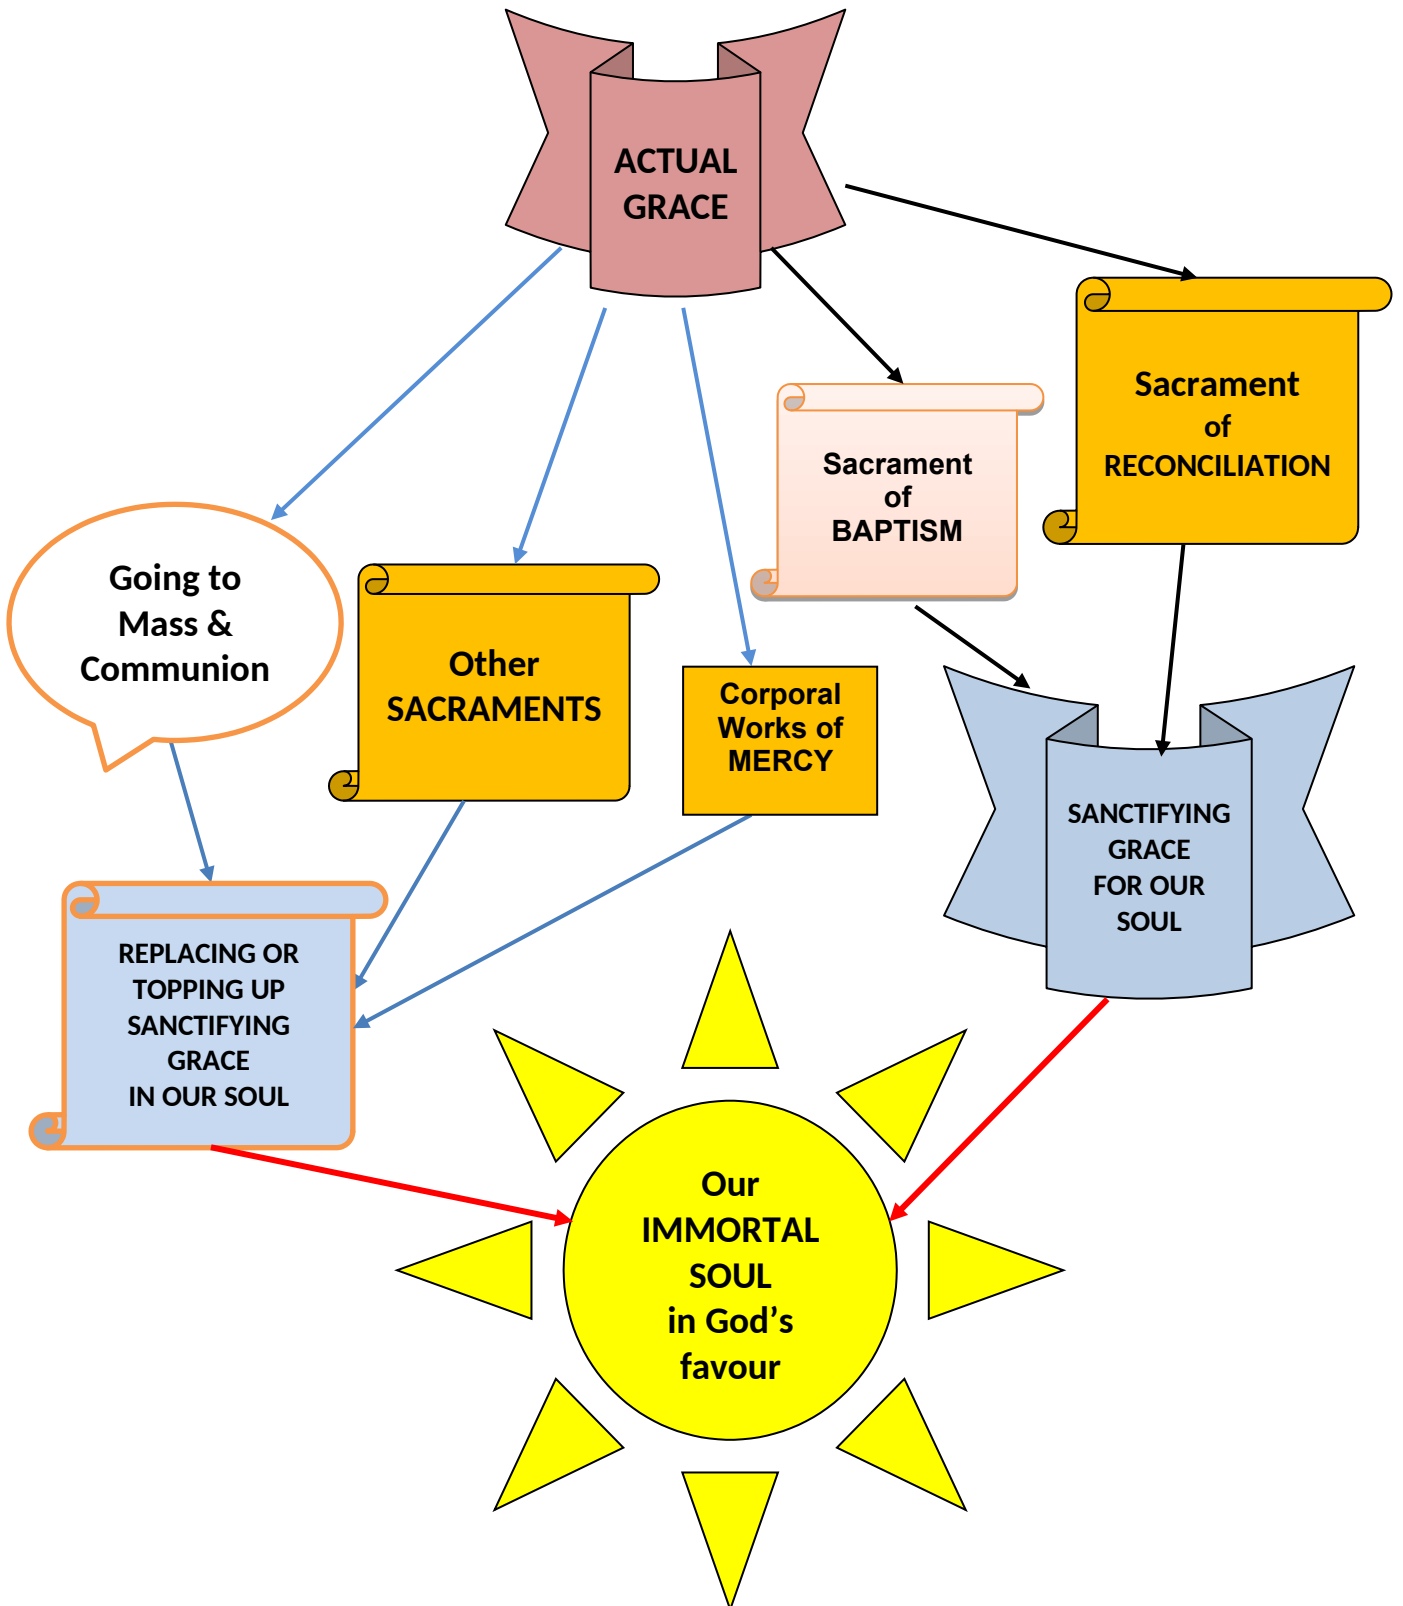 ACTUAL
GRACE
Sacrament
of
RECONCILIATION
Sacrament
of
BAPTISM
Going to
Mass &
Communion
Other
SACRAMENTS
Corporal
Works of
MERCY
SANCTIFYING
GRACE
FOR OUR
SOUL
REPLACING OR
TOPPING UP
SANCTIFYING
GRACE
IN OUR SOUL
Our
IMMORTAL
SOUL
in God’s
favour